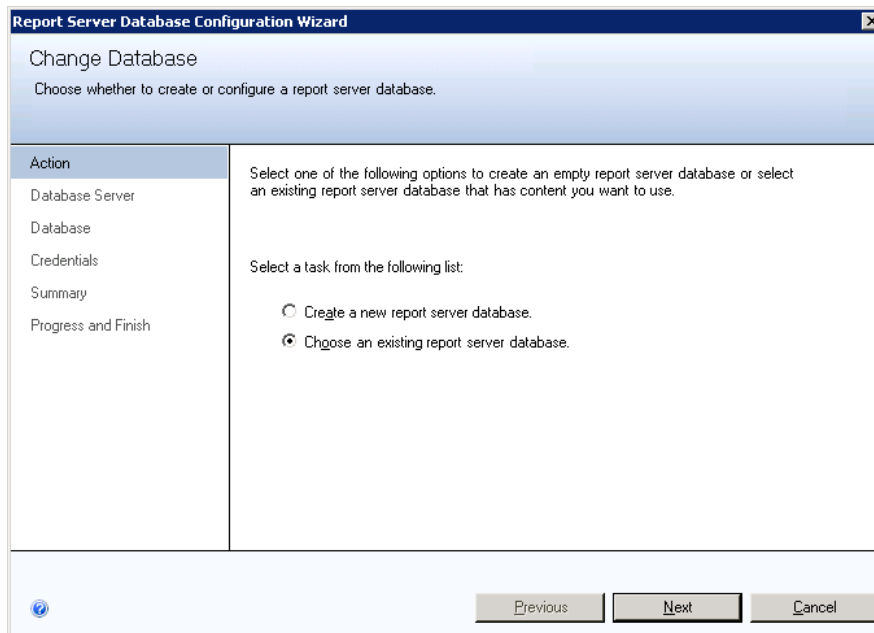 Report Server Database Configuration Wizard
Change Database
Choose whether to create or configure a report server database.
Action
Database Server
Database
Credentials
Summary
Progress and Finish
Select one of the following options to create an empty report server database or select
an existing report server database that has content you want to use.
Select a task from the following list:
Create a new report server database.
Choose an existing report server database.
Previous
Next
Cancel